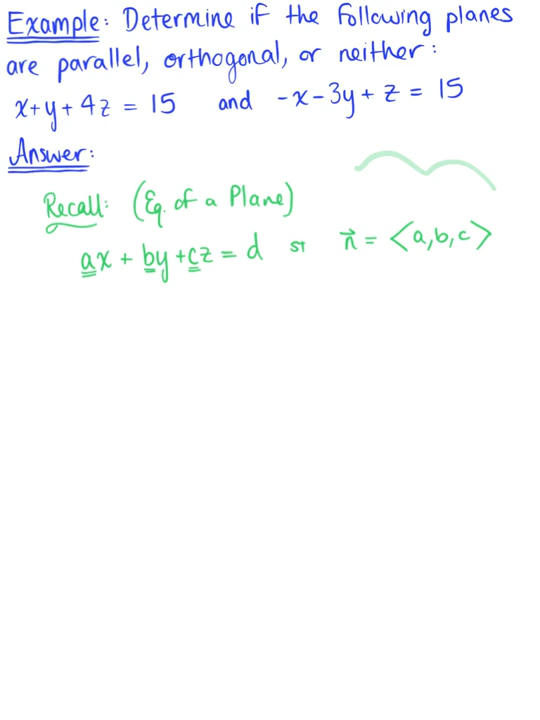 Example: Determine if the following planes
are parallel, orthogonal, or neither:
x+y+4z = 15 and -x-3y+z = 15
Answer:
Recall: (Eq. of a Plane)
ax + by + cz = d st n⃗ = <a,b,c>